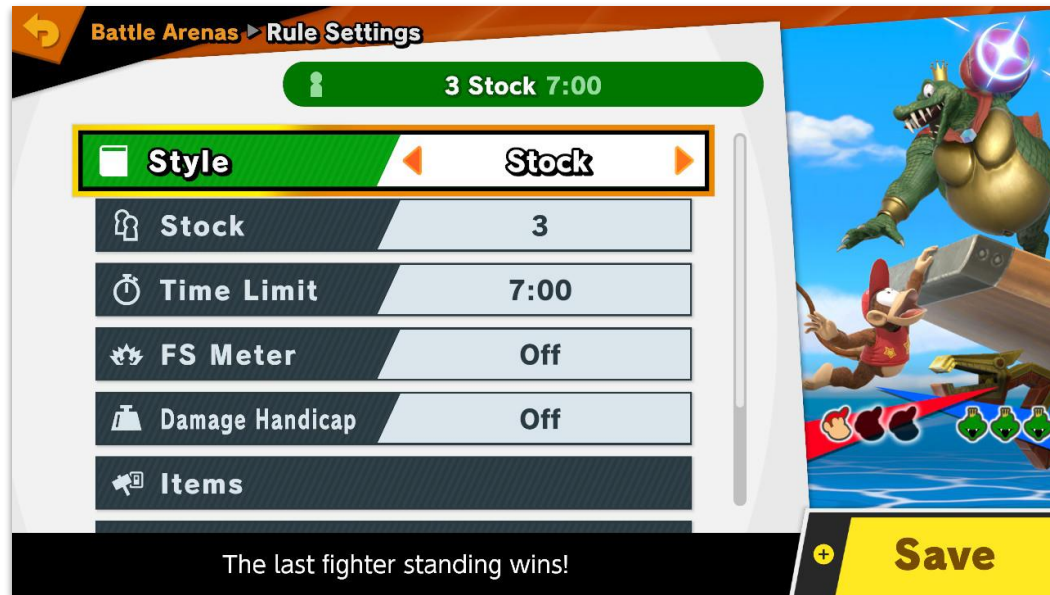 Battle Arenas ▶ Rule Settings
3 Stock 7:00
Style Stock
Stock 3
Time Limit 7:00
FS Meter Off
Damage Handicap Off
Items
The last fighter standing wins!
+ Save